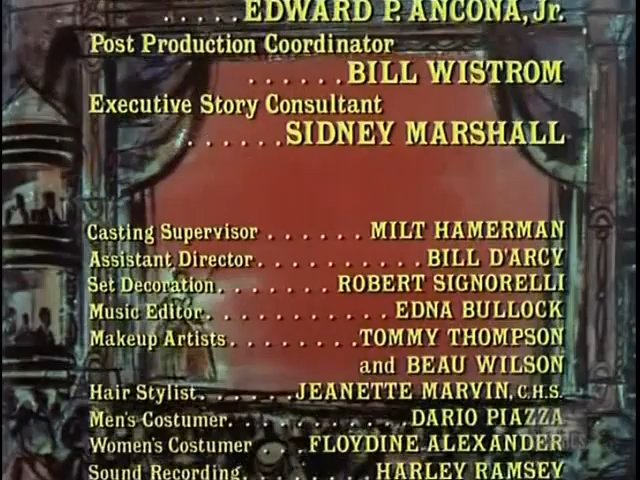 .....EDWARD P. ANCONA, Jr.
Post Production Coordinator
......BILL WISTROM
Executive Story Consultant
......SIDNEY MARSHALL
Casting Supervisor......MILT HAMERMAN
Assistant Director..........BILL D'ARCY
Set Decoration.......ROBERT SIGNORELLI
Music Editor...........EDNA BULLOCK
Makeup Artists........TOMMY THOMPSON
and BEAU WILSON
Hair Stylist......JEANETTE MARVIN, C.H.S.
Men's Costumer...........DARIO PIAZZA
Women's Costumer...FLOYDINE ALEXANDER
Sound Recording........HARLEY RAMSEY